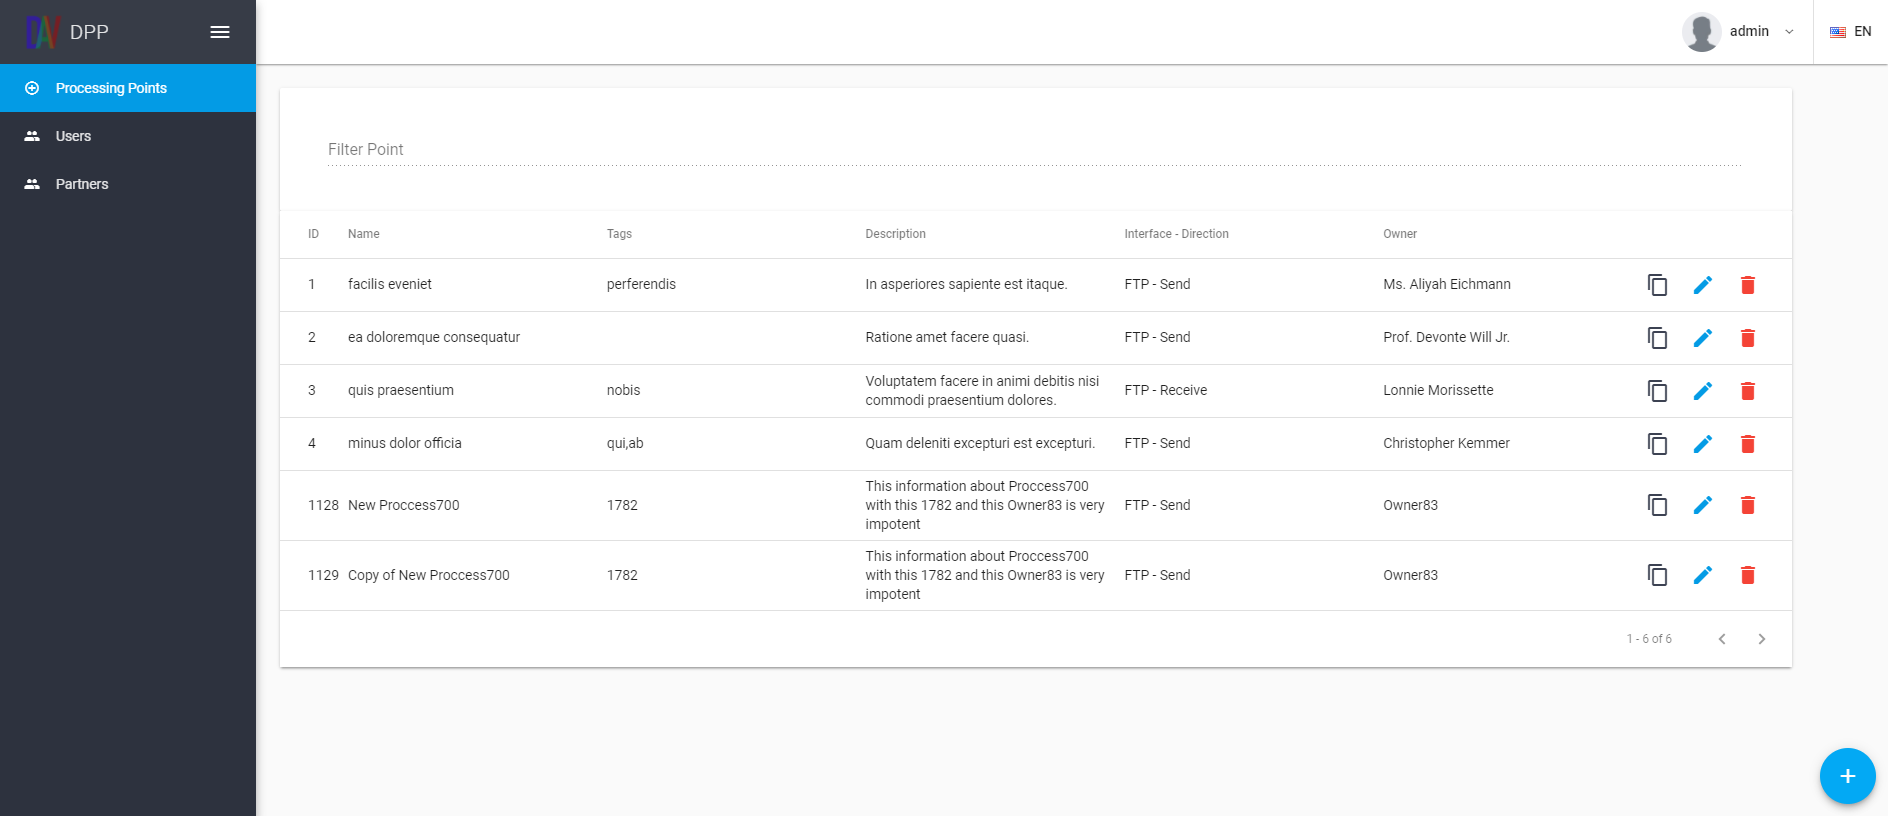 DAV DPP
admin
EN
Processing Points
Users
Partners
Filter Point
ID Name Tags Description Interface - Direction Owner
1 facilis eveniet perferendis In asperiores sapiente est itaque. FTP - Send Ms. Aliyah Eichmann
2 ea doloremque consequatur Ratione amet facere quasi. FTP - Send Prof. Devonte Will Jr.
3 quis praesentium nobis Voluptatem facere in animi debitis nisi
commodi praesentium dolores. FTP - Receive Lonnie Morissette
4 minus dolor officia qui,ab Quam deleniti excepturi est excepturi. FTP - Send Christopher Kemmer
1128 New Proccess700 1782 This information about Proccess700
with this 1782 and this Owner83 is very
impotent FTP - Send Owner83
1129 Copy of New Proccess700 1782 This information about Proccess700
with this 1782 and this Owner83 is very
impotent FTP - Send Owner83
1 - 6 of 6